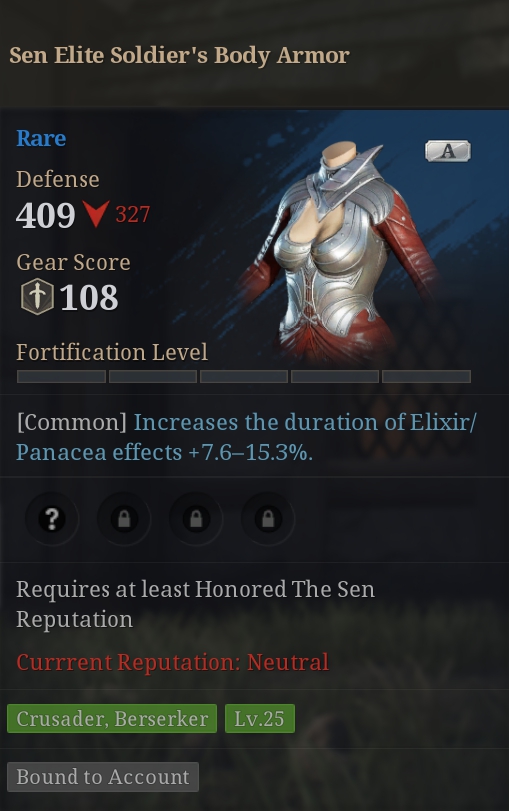 Sen Elite Soldier's Body Armor
Rare
A
Defense
409 327
Gear Score
108
Fortification Level
[Common] Increases the duration of Elixir/
Panacea effects +7.6–15.3%.
?
Requires at least Honored The Sen
Reputation
Currrent Reputation: Neutral
Crusader, Berserker Lv.25
Bound to Account